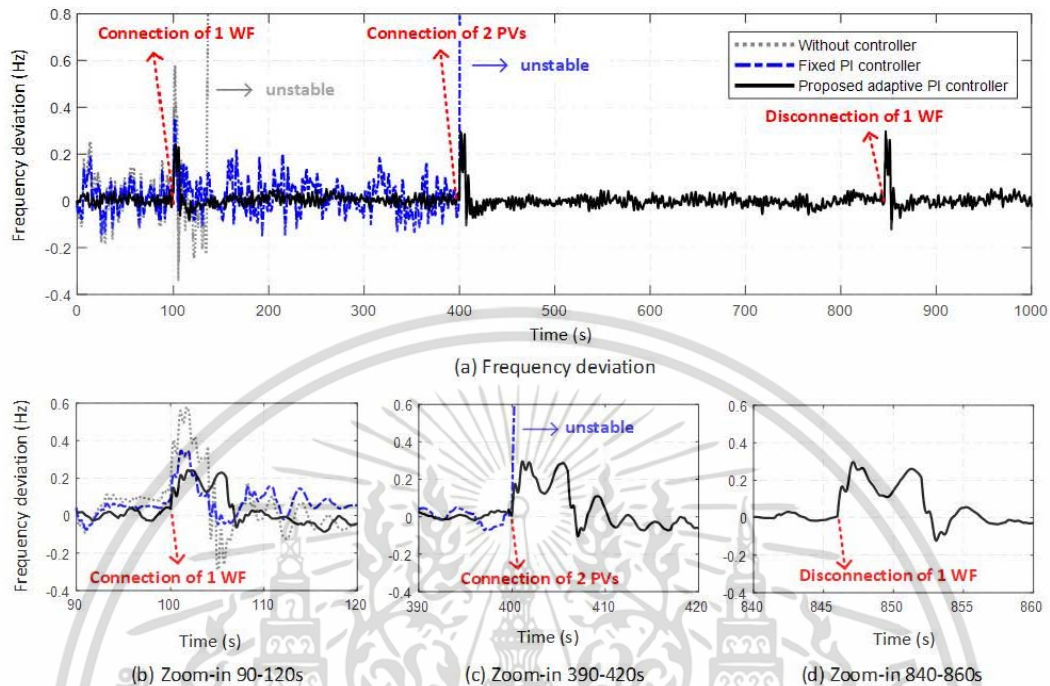 Connection of 1 WF
Connection of 2 PVs
Without controller
Fixed PI controller
Proposed adaptive PI controller
unstable
unstable
Disconnection of 1 WF
Frequency deviation (Hz)
0.8
0.6
0.4
0.2
0
-0.2
-0.4
0 100 200 300 400 500 600 700 800 900 1000
Time (s)
(a) Frequency deviation
Frequency deviation (Hz)
0.6
0.4
0.2
0
-0.2
-0.4
Connection of 1 WF
90 100 110 120
Time (s)
(b) Zoom-in 90-120s
0.6
0.4
0.2
0
-0.2
-0.4
unstable
Connection of 2 PVs
390 400 410 420
Time (s)
(c) Zoom-in 390-420s
0.6
0.4
0.2
0
-0.2
-0.4
Disconnection of 1 WF
840 845 850 855 860
Time (s)
(d) Zoom-in 840-860s